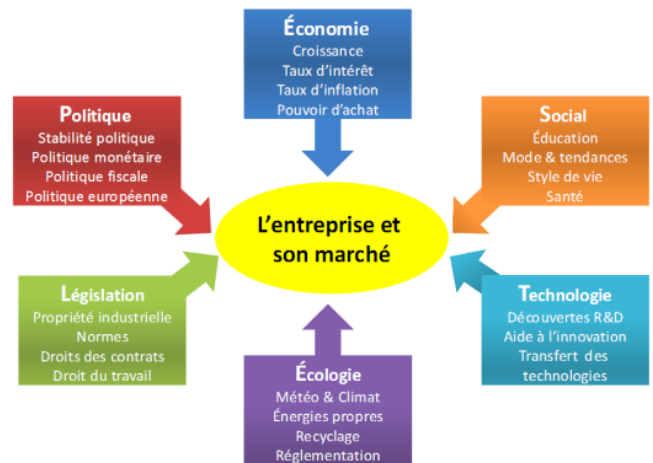 Économie
Croissance
Taux d'intérêt
Taux d'inflation
Pouvoir d'achat
Politique
Stabilité politique
Politique monétaire
Politique fiscale
Politique européenne
Social
Éducation
Mode & tendances
Style de vie
Santé
L'entreprise et
son marché
Législation
Propriété industrielle
Normes
Droits des contrats
Droit du travail
Technologie
Découvertes R&D
Aide à l'innovation
Transfert des
technologies
Écologie
Météo & Climat
Énergies propres
Recyclage
Réglementation